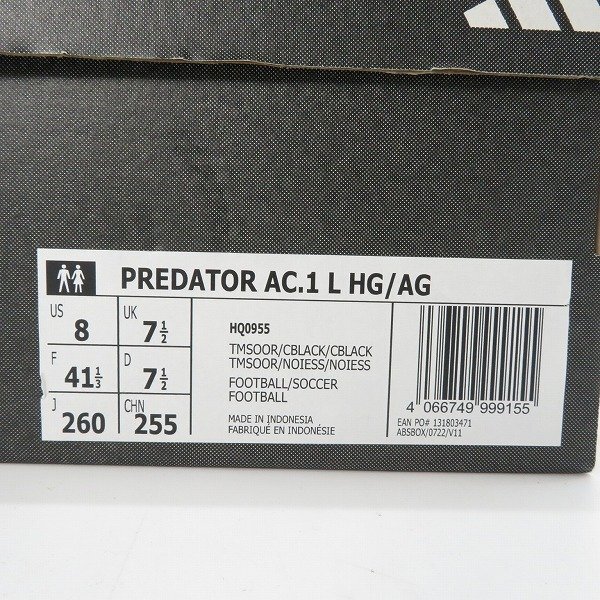 PREDATOR AC.1 L HG/AG
US 8 UK 7 1/2
F 41 1/3 D 7 1/2
J 260 CHN 255
HQ0955
TMSOOR/CBLACK/CBLACK
TMSOOR/NOIESS/NOIESS
FOOTBALL/SOCCER
FOOTBALL
MADE IN INDONESIA
FABRIQUÉ EN INDONÉSIE
4 066749 999155
EAN PO# 131803471
ABSBOX/0722/V11